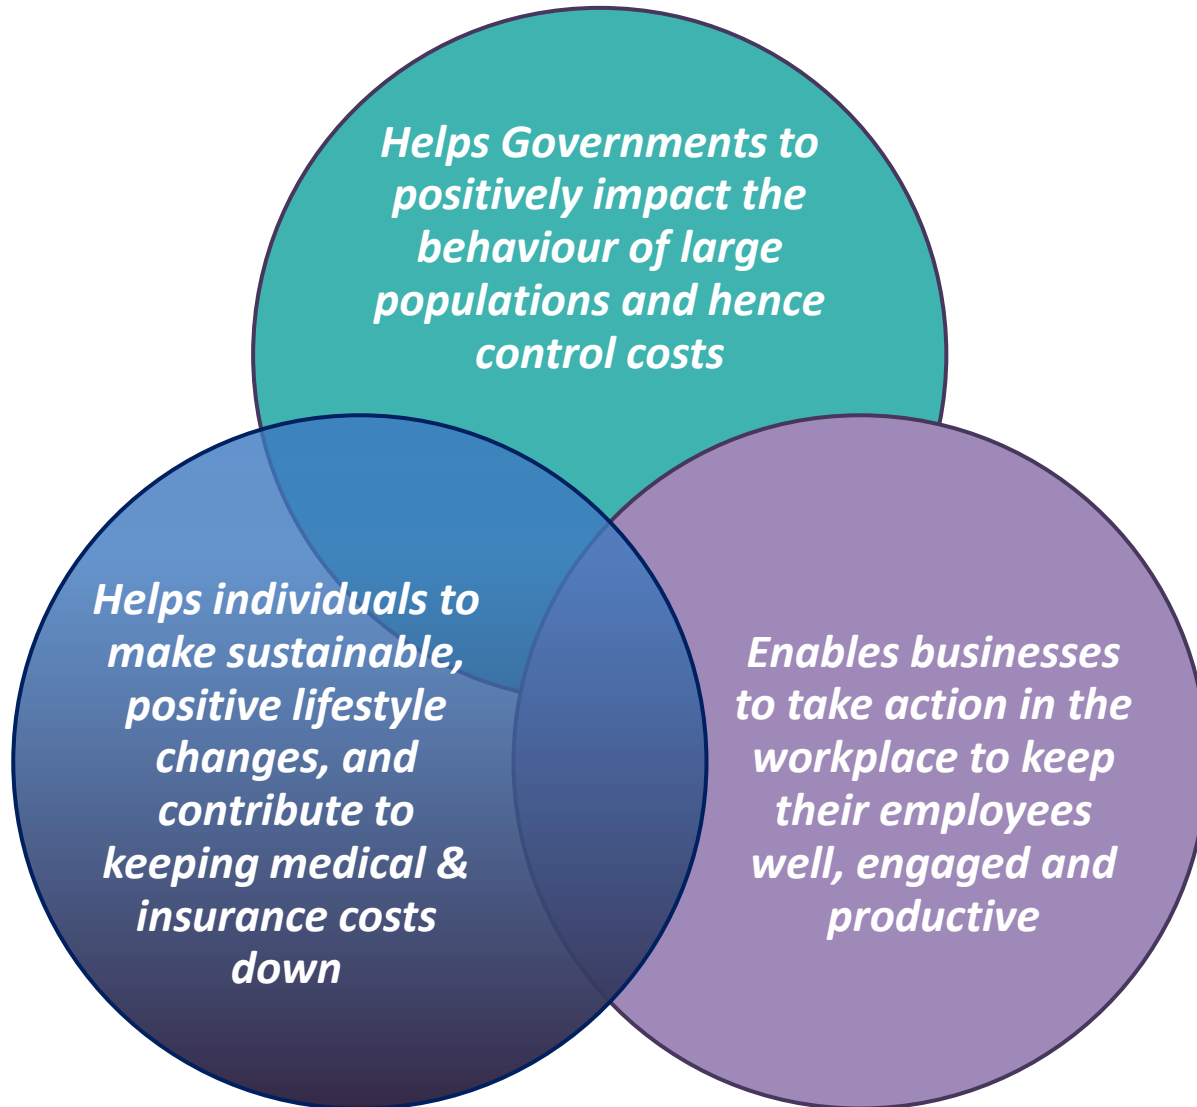 Helps Governments to
positively impact the
behaviour of large
populations and hence
control costs
Helps individuals to
make sustainable,
positive lifestyle
changes, and
contribute to
keeping medical &
insurance costs
down
Enables businesses
to take action in the
workplace to keep
their employees
well, engaged and
productive